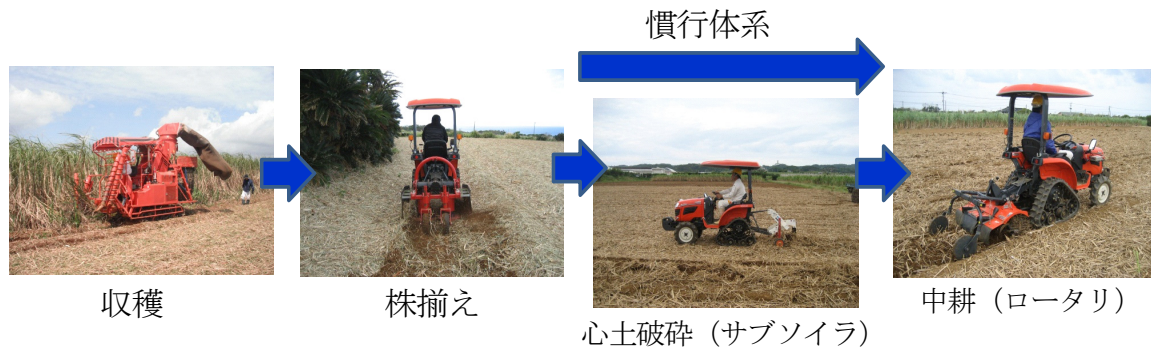 慣行体系
収穫
株揃え
心土破砕（サブソイラ）
中耕（ロータリ）